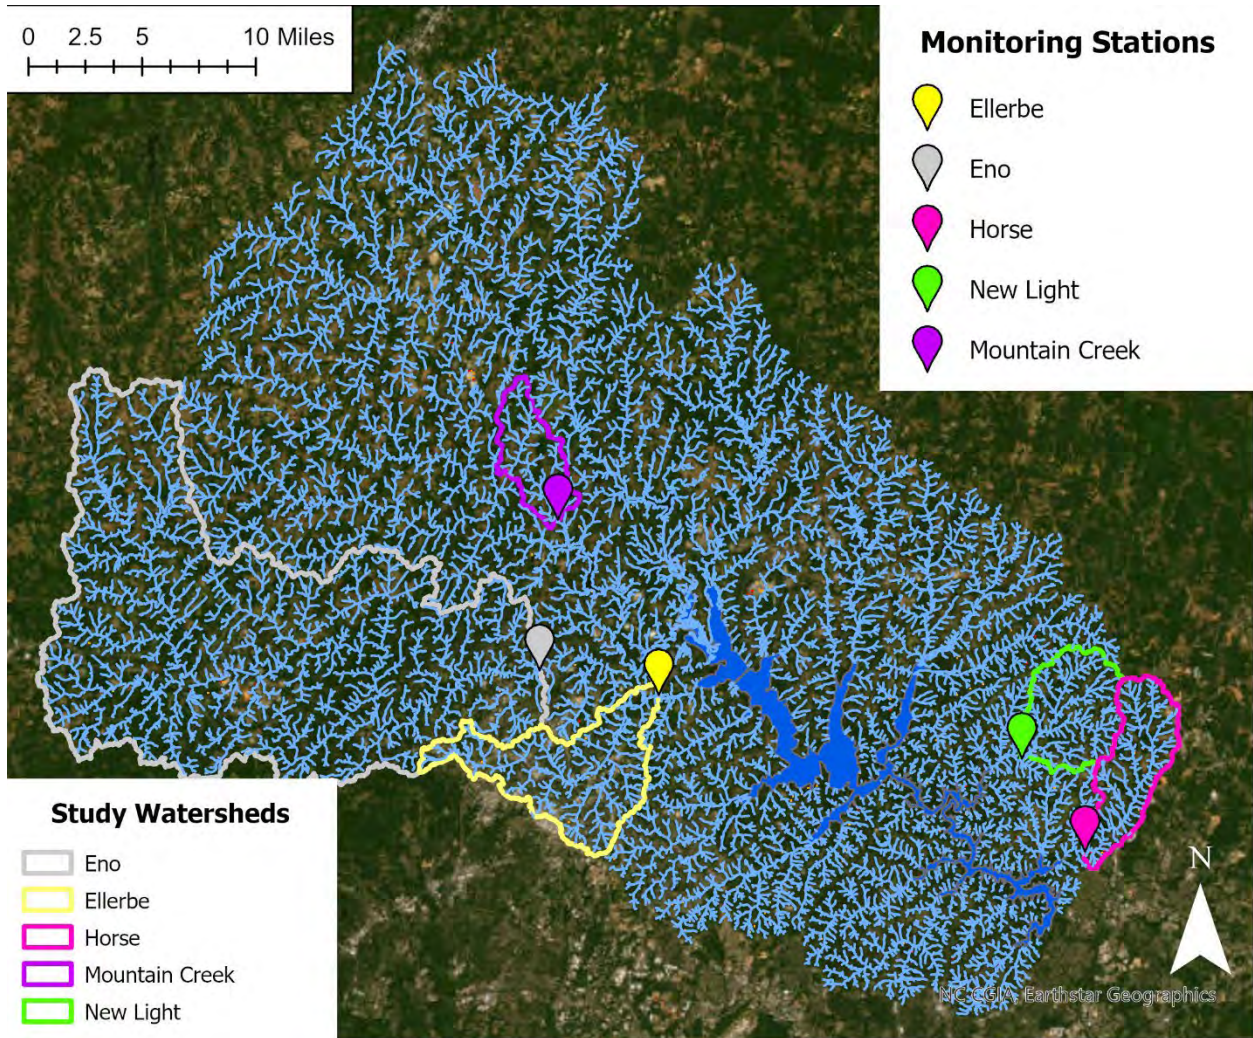 0 2.5 5 10 Miles
Monitoring Stations
Ellerbe
Eno
Horse
New Light
Mountain Creek
Study Watersheds
Eno
Ellerbe
Horse
Mountain Creek
New Light
N
NC CGIA, Earthstar Geographics